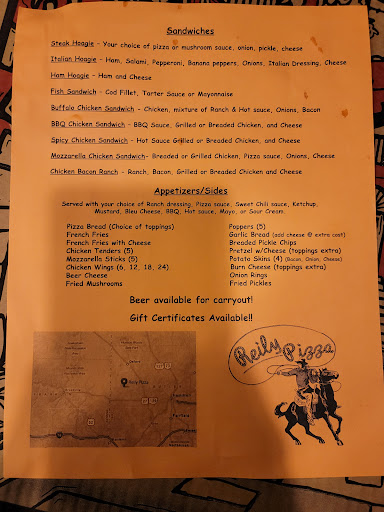 Sandwiches
Steak Hoagie - Your choice of pizza or mushroom sauce, onion, pickle, cheese
Italian Hoagie - Ham, Salami, Pepperoni, Banana peppers, Onions, Italian Dressing, Cheese
Ham Hoagie - Ham and Cheese
Fish Sandwich - Cod Fillet, Tarter Sauce or Mayonnaise
Buffalo Chicken Sandwich - Chicken, mixture of Ranch & Hot sauce, Onions, Bacon
BBQ Chicken Sandwich - BBQ Sauce, Grilled or Breaded Chicken, and Cheese
Spicy Chicken Sandwich - Hot Sauce Grilled or Breaded Chicken, and Cheese
Mozzarella Chicken Sandwich- Breaded or Grilled Chicken, Pizza sauce, Onions, Cheese
Chicken Bacon Ranch - Ranch, Bacon, Grilled or Breaded Chicken and Cheese
Appetizers/Sides
Served with your choice of Ranch dressing, Pizza sauce, Sweet Chili sauce, Ketchup,
Mustard, Bleu Cheese, BBQ, Hot sauce, Mayo, or Sour Cream.
Pizza Bread (Choice of toppings)
French Fries
French Fries with Cheese
Chicken Tenders (5)
Mozzarella Sticks (5)
Chicken Wings (6, 12, 18, 24)
Beer Cheese
Fried Mushrooms
Poppers (5)
Garlic Bread (add cheese @ extra cost)
Breaded Pickle Chips
Pretzel w/Cheese (toppings extra)
Potato Skins (4) (Bacon, Onion, Cheese)
Burn Cheese (toppings extra)
Onion Rings
Fried Pickles
Beer available for carryout!
Gift Certificates Available!!
Reily Pizza
Oxford
Reily Pizza
Fairfield